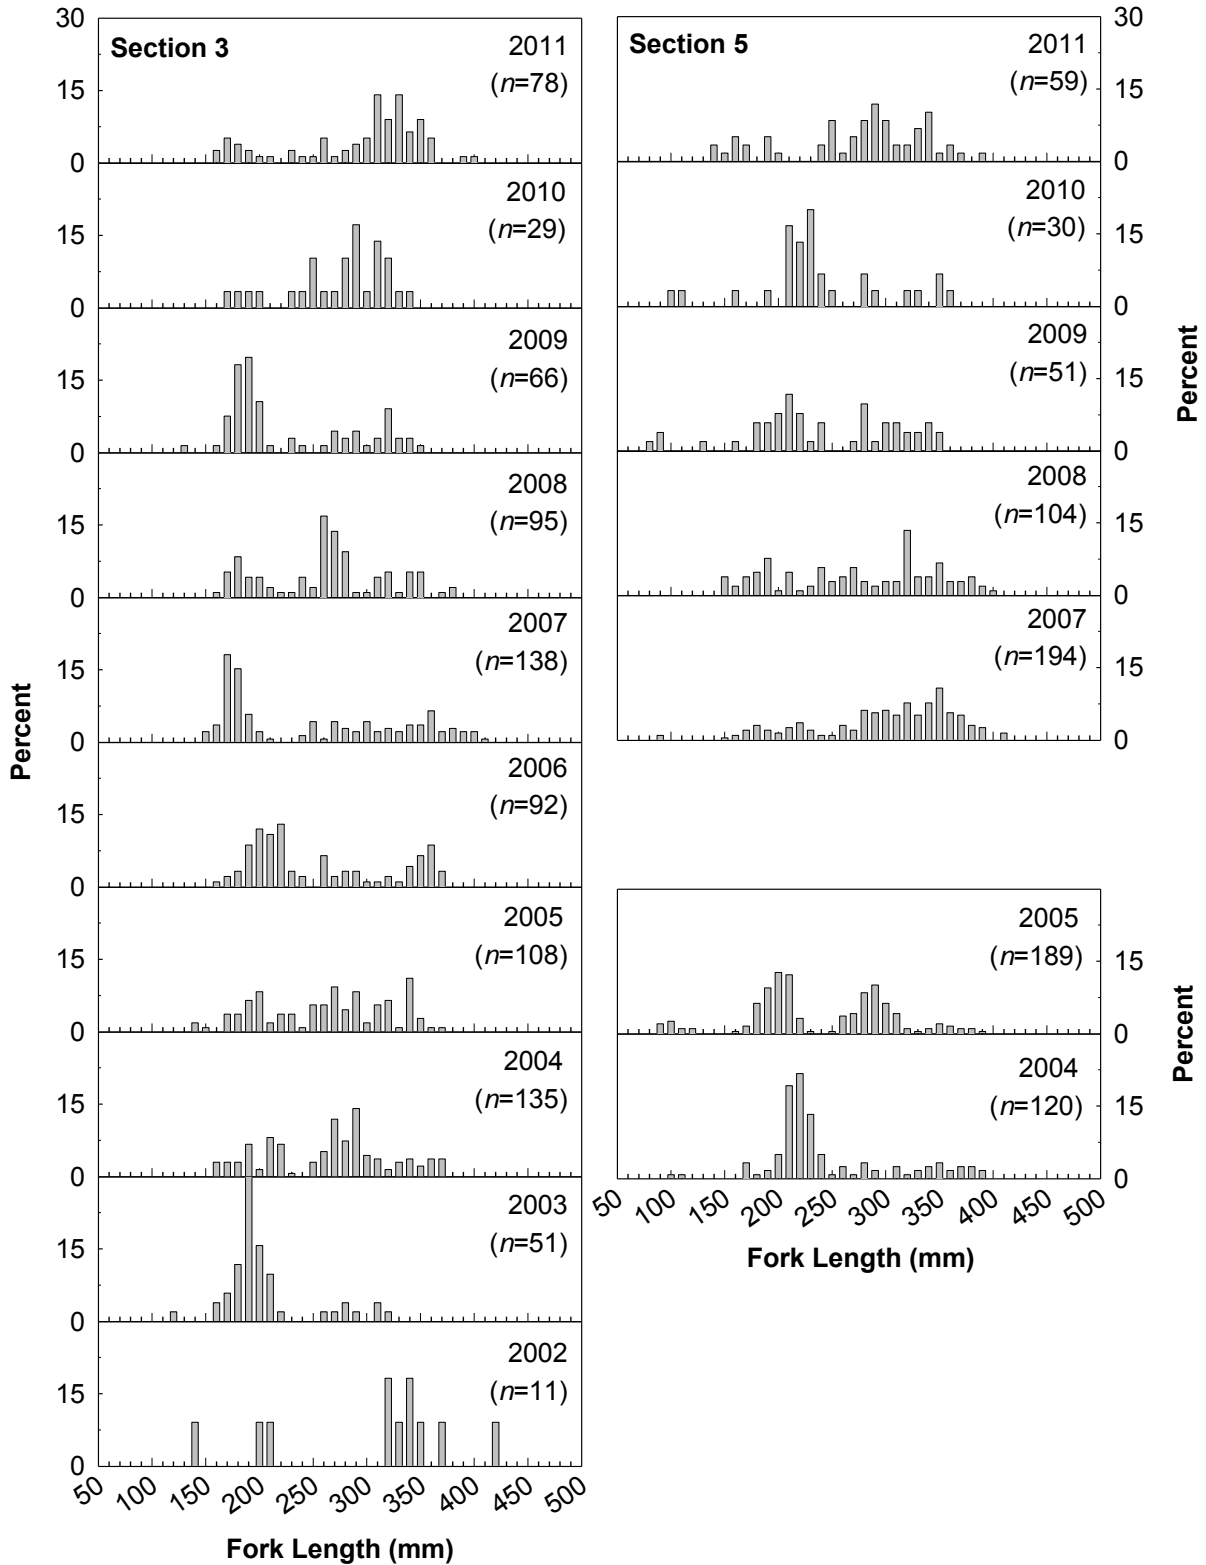 Section 3
30
15
0
2011
(n=78)
15
0
2010
(n=29)
15
0
2009
(n=66)
15
0
2008
(n=95)
15
0
2007
(n=138)
15
0
2006
(n=92)
15
0
2005
(n=108)
15
0
2004
(n=135)
15
0
2003
(n=51)
15
0
2002
(n=11)
Percent
50 100 150 200 250 300 350 400 450 500
Fork Length (mm)
Section 5
30
15
0
2011
(n=59)
15
0
2010
(n=30)
15
0
2009
(n=51)
15
0
2008
(n=104)
15
0
2007
(n=194)
Percent
15
0
2005
(n=189)
15
0
2004
(n=120)
Percent
50 100 150 200 250 300 350 400 450 500
Fork Length (mm)